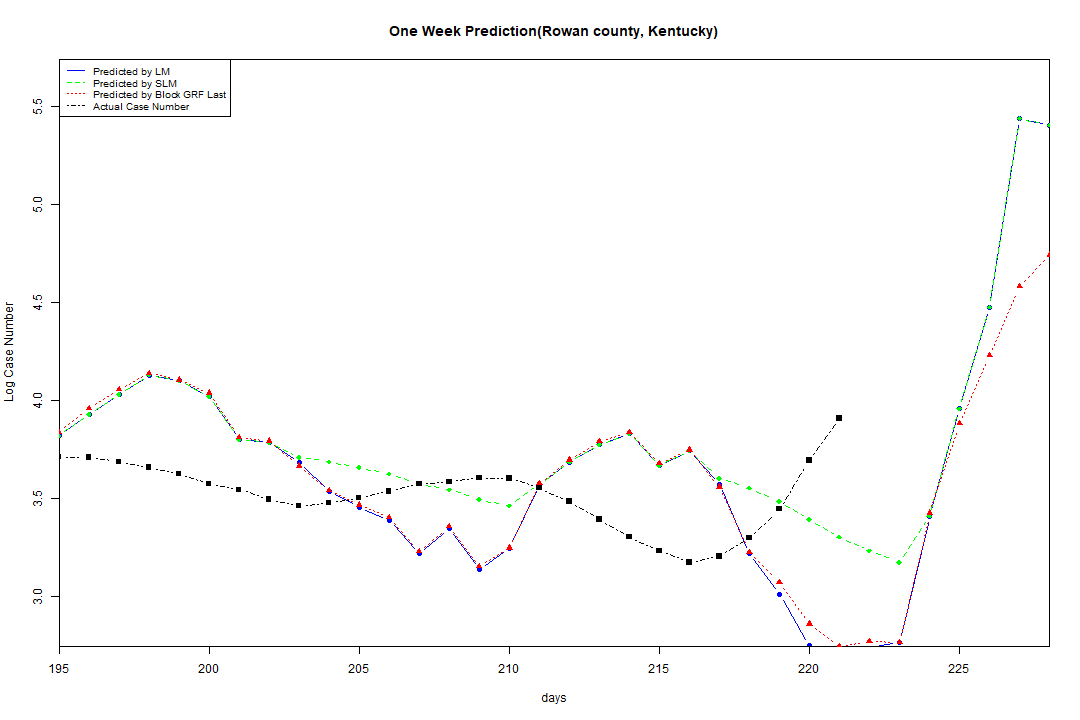 One Week Prediction(Rowan county, Kentucky)
Predicted by LM
Predicted by SLM
Predicted by Block GRF Last
Actual Case Number
5.5
5.0
4.5
4.0
3.5
3.0
Log Case Number
195 200 205 210 215 220 225
days